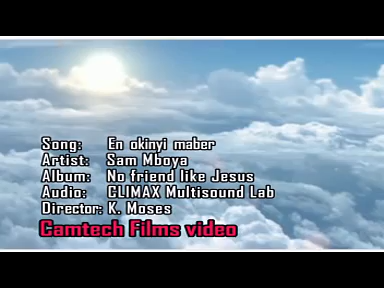 Song: En okinyi maber
Artist: Sam Mboya
Album: No friend like Jesus
Audio: CLIMAX Multisound Lab
Director: K. Moses
Camtech Films video